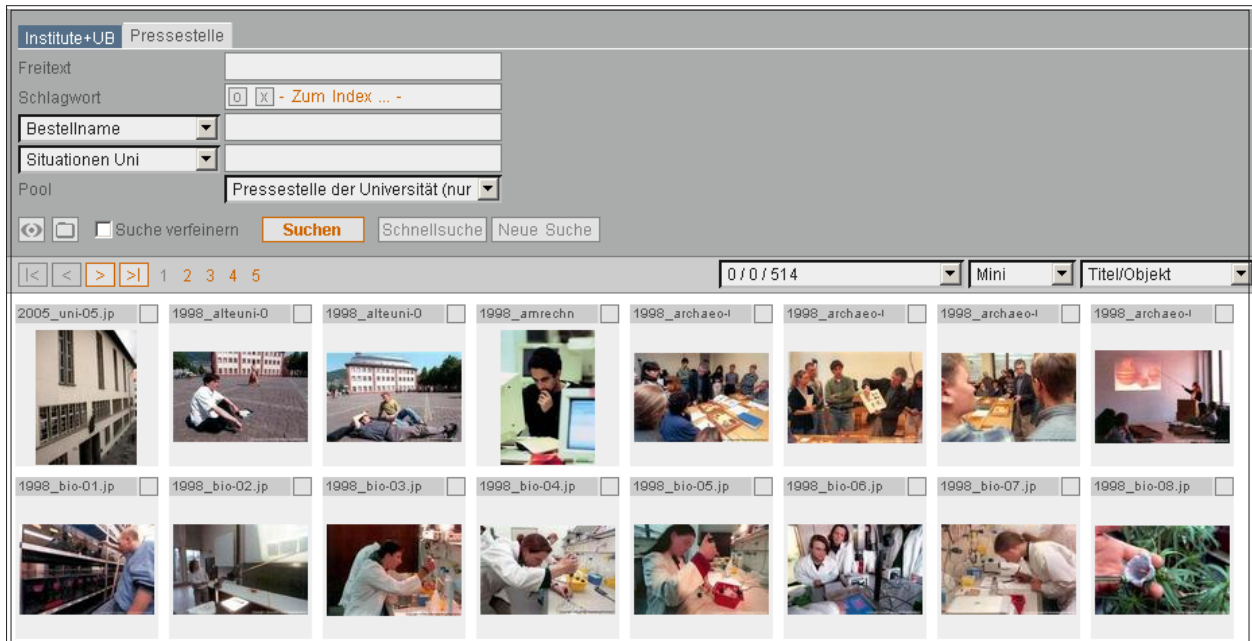 Institute+UB Pressestelle
Freitext
Schlagwort O X - Zum Index ... -
Bestellname
Situationen Uni
Pool Pressestelle der Universität (nur
Suche verfeinern Suchen Schnellsuche Neue Suche
|< < > >| 1 2 3 4 5 0 / 0 / 514 Mini Titel/Objekt
2005_uni-05.jp 1998_alteuni-0 1998_alteuni-0 1998_amrechn 1998_archaeo-( 1998_archaeo-( 1998_archaeo-( 1998_archaeo-(
1998_bio-01.jp 1998_bio-02.jp 1998_bio-03.jp 1998_bio-04.jp 1998_bio-05.jp 1998_bio-06.jp 1998_bio-07.jp 1998_bio-08.jp